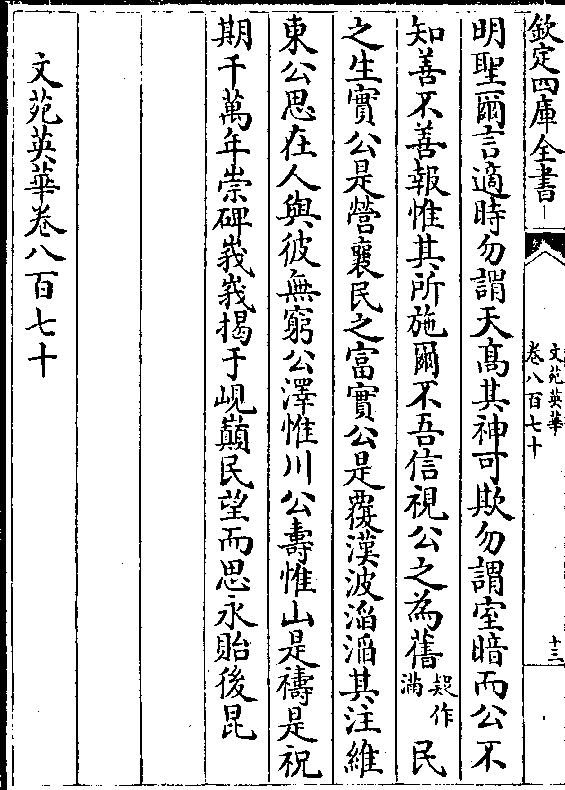 欽定四庫全書
文苑英華
卷八百七十
十三
明聖爾言適時勿謂天髙其神可欺勿謂室暗而公不
知善不善報惟其所施爾不吾信視公之為舊疑作滿民
之生實公是營襄民之富實公是覆漢波滔滔其注維
東公思在人與彼無窮公澤惟川公壽惟山是禱是祝
期千萬年崇碑峩峩揭于峴巔民望而思永貽後昆
文苑英華卷八百七十